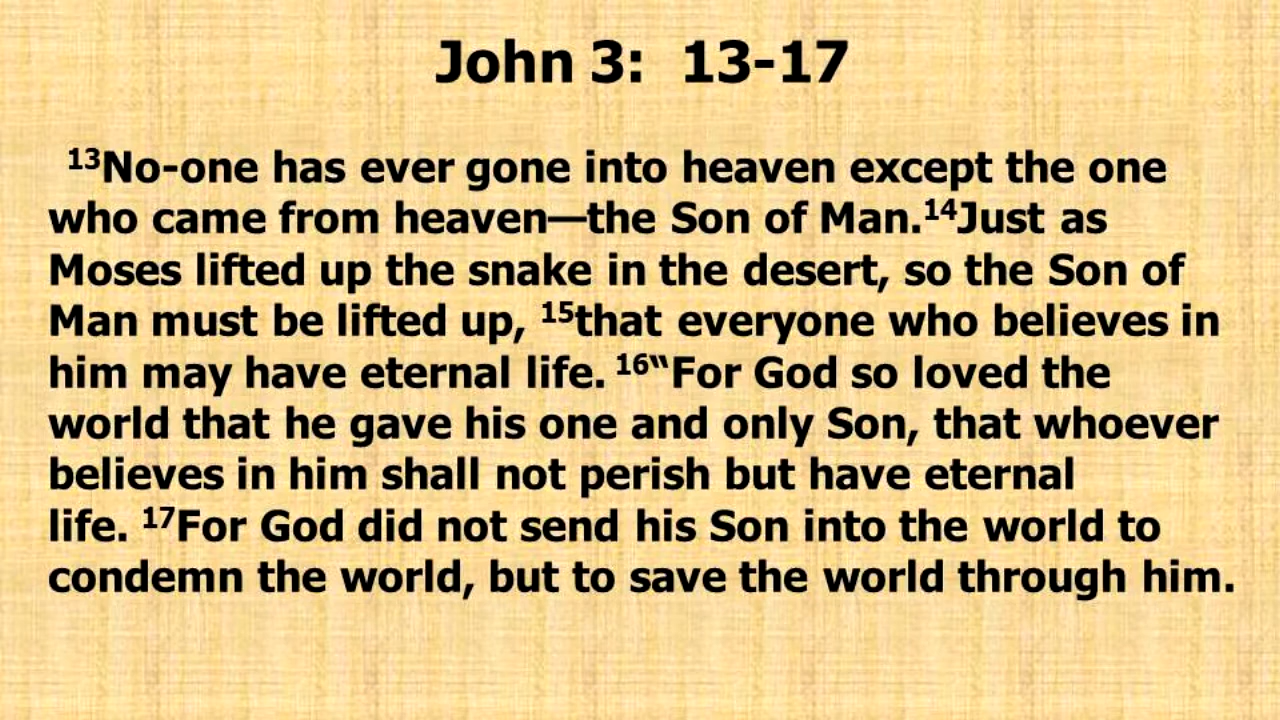 John 3:  13-17
¹³No-one has ever gone into heaven except the one
who came from heaven—the Son of Man.¹⁴Just as
Moses lifted up the snake in the desert, so the Son of
Man must be lifted up, ¹⁵that everyone who believes in
him may have eternal life. ¹⁶“For God so loved the
world that he gave his one and only Son, that whoever
believes in him shall not perish but have eternal
life. ¹⁷For God did not send his Son into the world to
condemn the world, but to save the world through him.